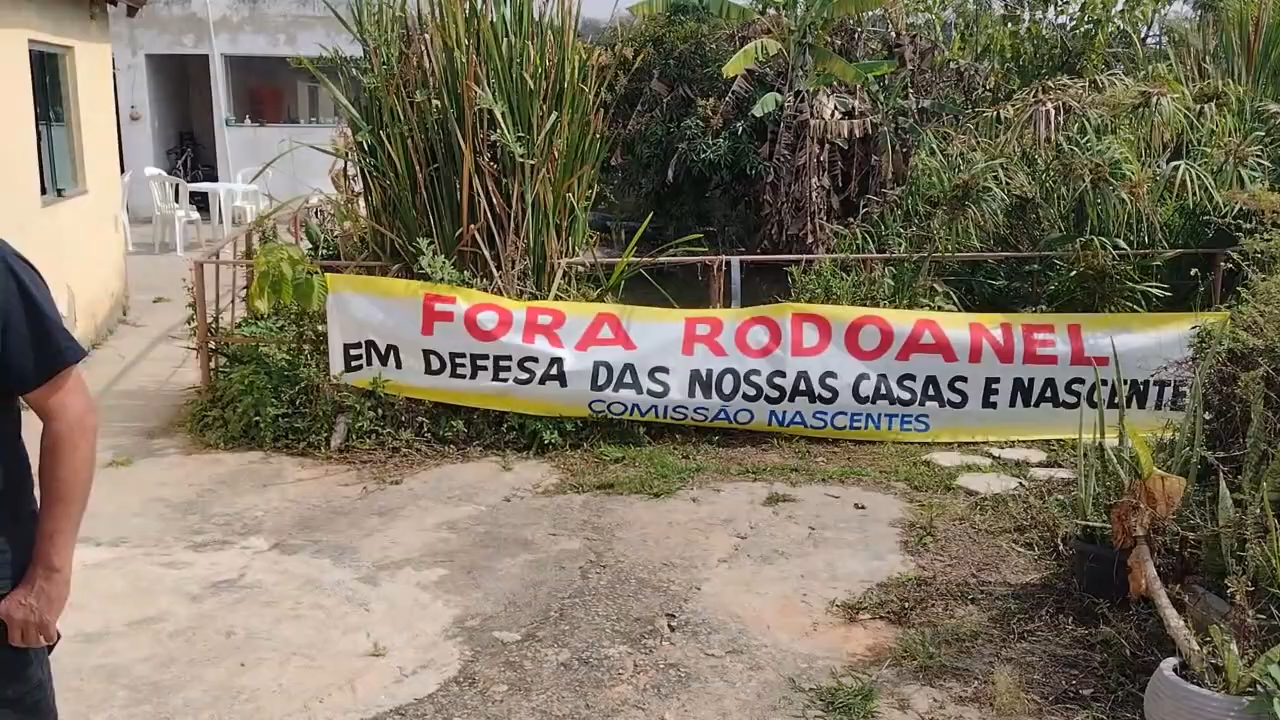 FORA RODOANEL
EM DEFESA DAS NOSSAS CASAS E NASCENTE
COMISSÃO NASCENTES